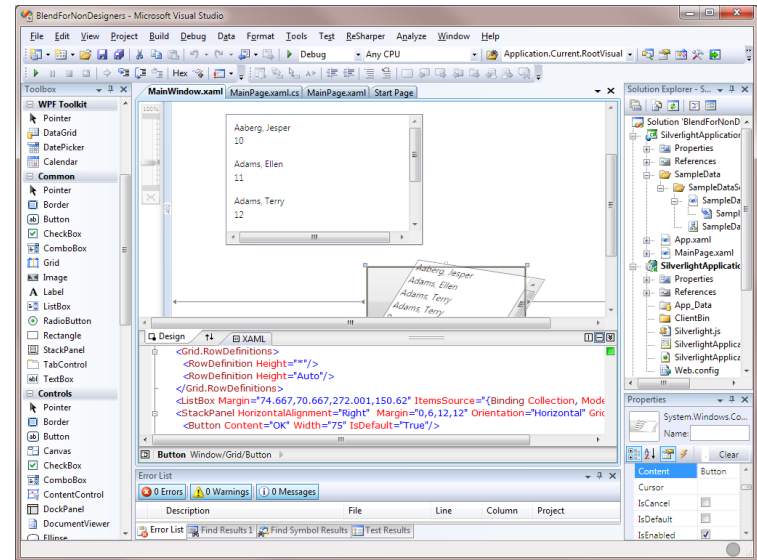 BlendForNonDesigners - Microsoft Visual Studio
File Edit View Project Build Debug Data Format Tools Test ReSharper Analyze Window Help
Debug Any CPU Application.Current.RootVisual
Hex
Toolbox
WPF Toolkit
Pointer
DataGrid
DatePicker
Calendar
Common
Pointer
Border
Button
CheckBox
ComboBox
Grid
Image
Label
ListBox
RadioButton
Rectangle
StackPanel
TabControl
TextBox
Controls
Pointer
Border
Button
Canvas
CheckBox
ComboBox
ContentControl
DockPanel
DocumentViewer
Ellipse
MainWindow.xaml MainPage.xaml.cs MainPage.xaml Start Page
100%
Aaberg, Jesper
10
Adams, Ellen
11
Adams, Terry
12
Aaberg, Jesper
Adams, Ellen
Adams, Terry
Adams, Terry
Design XAML
<Grid.RowDefinitions>
<RowDefinition Height="*"/>
<RowDefinition Height="Auto"/>
</Grid.RowDefinitions>
<ListBox Margin="74.667,70.667,272.001,150.62" ItemsSource="{Binding Collection, Mode
<StackPanel HorizontalAlignment="Right" Margin="0,6,12,12" Orientation="Horizontal" Gri
<Button Content="OK" Width="75" IsDefault="True"/>
Button Window/Grid/Button
Error List
0 Errors 0 Warnings 0 Messages
Description File Line Column Project
Error List Find Results 1 Find Symbol Results Test Results
Solution Explorer - S...
Solution 'BlendForNonD
SilverlightApplication
Properties
References
SampleData
SampleDataS
SampleDa
Sampl
SampleDa
App.xaml
MainPage.xaml
SilverlightApplicatic
Properties
References
App_Data
ClientBin
Silverlight.js
SilverlightApplica
SilverlightApplica
Web.config
Properties
System.Windows.Co...
Name:
Clear
Content Button
Cursor
IsCancel
IsDefault
IsEnabled